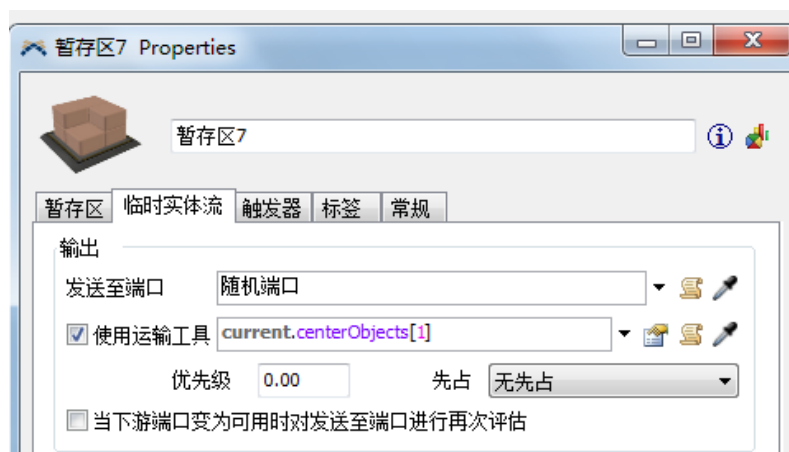 暂存区7 Properties
暂存区7
暂存区 临时实体流 触发器 标签 常规
输出
发送至端口 随机端口
使用运输工具 current.centerObjects[1]
优先级 0.00 先占 无先占
当下游端口变为可用时对发送至端口进行再次评估